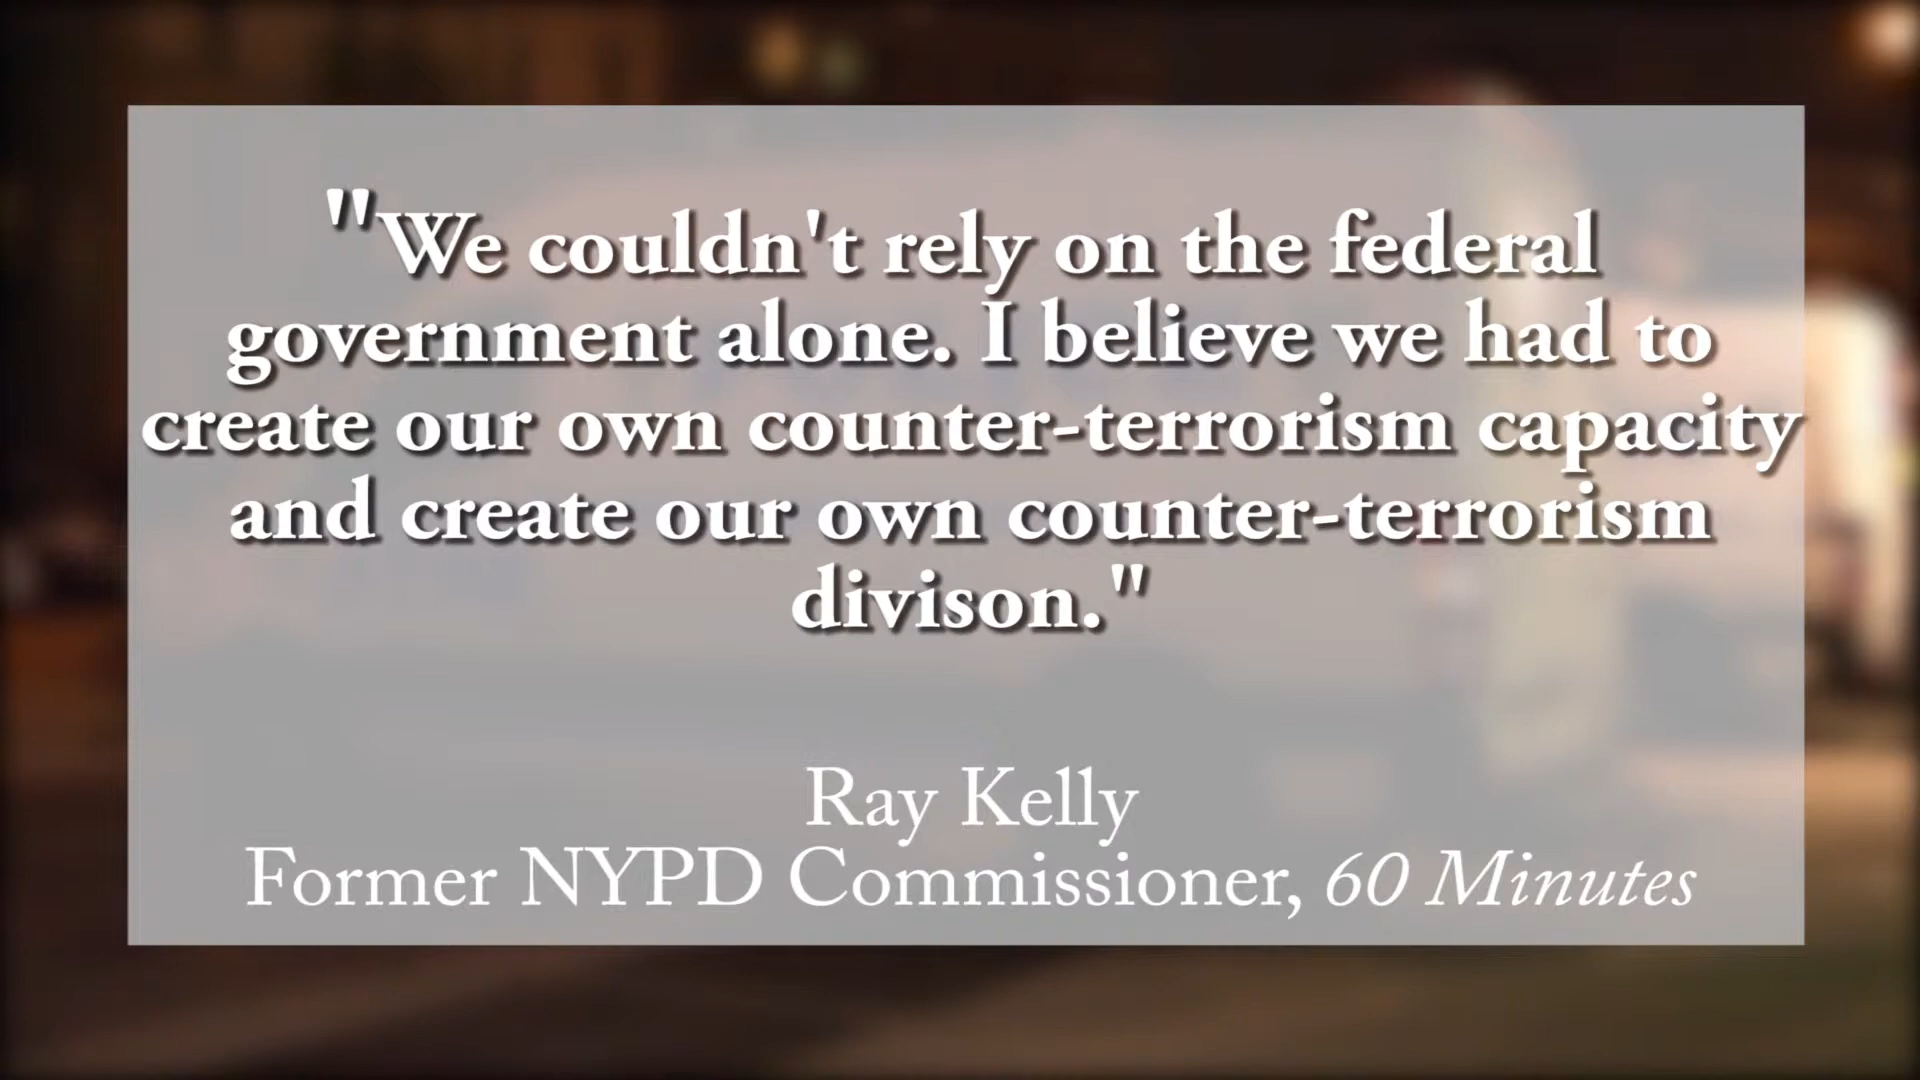 "We couldn't rely on the federal
government alone. I believe we had to
create our own counter-terrorism capacity
and create our own counter-terrorism
divison."
Ray Kelly
Former NYPD Commissioner, 60 Minutes